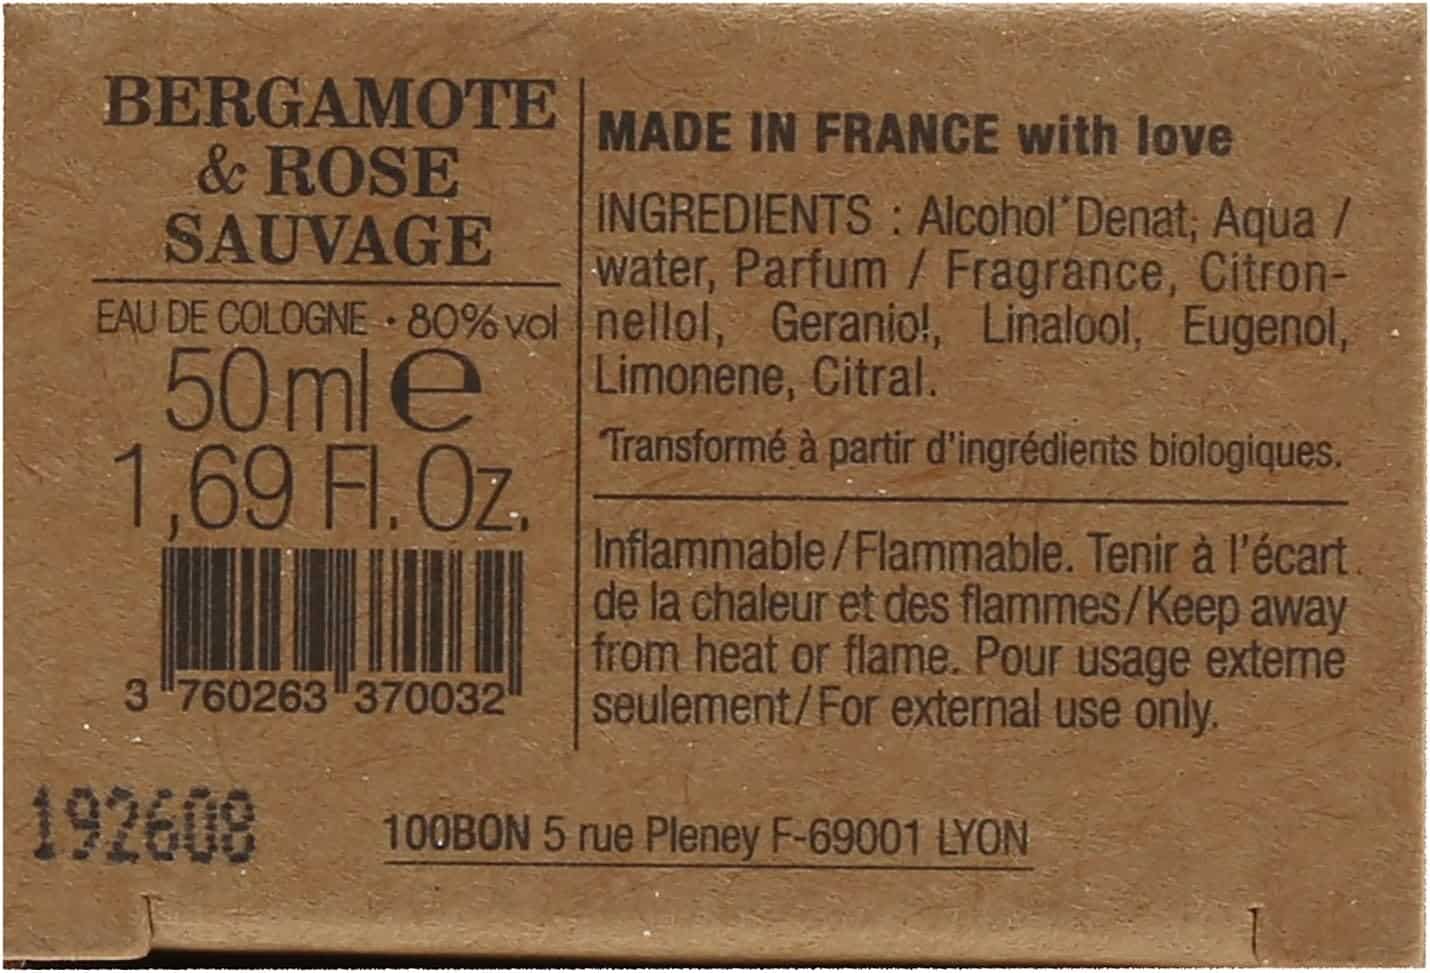 BERGAMOTE
& ROSE
SAUVAGE
EAU DE COLOGNE · 80% vol
50 ml e
1,69 Fl. Oz.
3 760263 370032
MADE IN FRANCE with love
INGREDIENTS : Alcohol* Denat, Aqua /
water, Parfum / Fragrance, Citron-
nellol, Geraniol, Linalool, Eugenol,
Limonene, Citral.
*Transformé à partir d'ingrédients biologiques.
Inflammable/Flammable. Tenir à l'écart
de la chaleur et des flammes/Keep away
from heat or flame. Pour usage externe
seulement/For external use only.
192608
100BON 5 rue Pleney F-69001 LYON